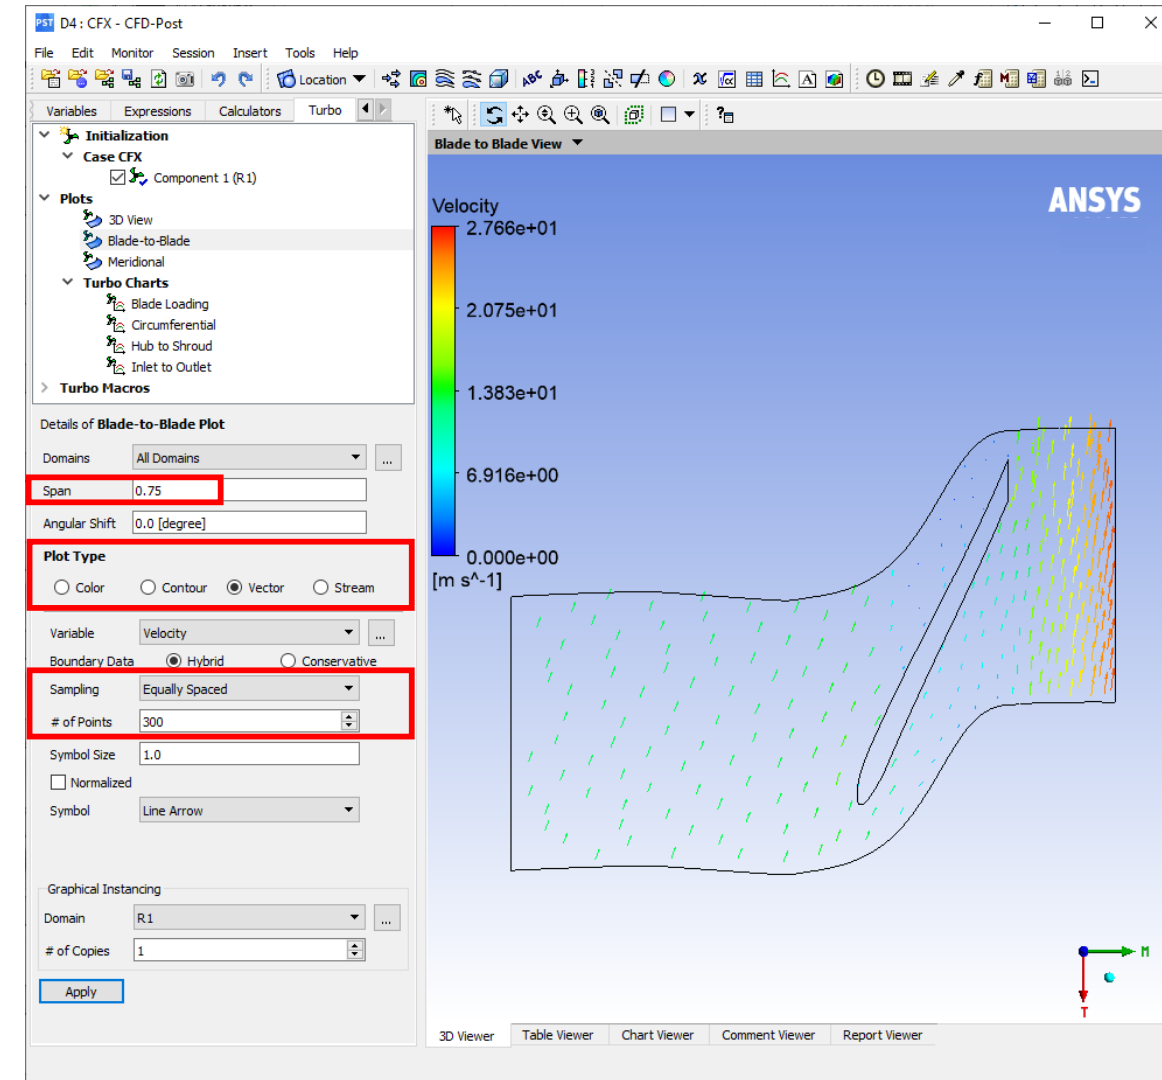 PST D4 : CFX - CFD-Post
File Edit Monitor Session Insert Tools Help
Location
Variables Expressions Calculators Turbo
Blade to Blade View
Initialization
Case CFX
Component 1 (R1)
Plots
3D View
Blade-to-Blade
Meridional
Turbo Charts
Blade Loading
Circumferential
Hub to Shroud
Inlet to Outlet
Turbo Macros
Details of Blade-to-Blade Plot
Domains All Domains ...
Span 0.75
Angular Shift 0.0 [degree]
Plot Type
Color Contour Vector Stream
Variable Velocity ...
Boundary Data Hybrid Conservative
Sampling Equally Spaced
# of Points 300
Symbol Size 1.0
Normalized
Symbol Line Arrow
Graphical Instancing
Domain R1 ...
# of Copies 1
Apply
ANSYS
Velocity
2.766e+01
2.075e+01
1.383e+01
6.916e+00
0.000e+00
[m s^-1]
M
T
3D Viewer Table Viewer Chart Viewer Comment Viewer Report Viewer